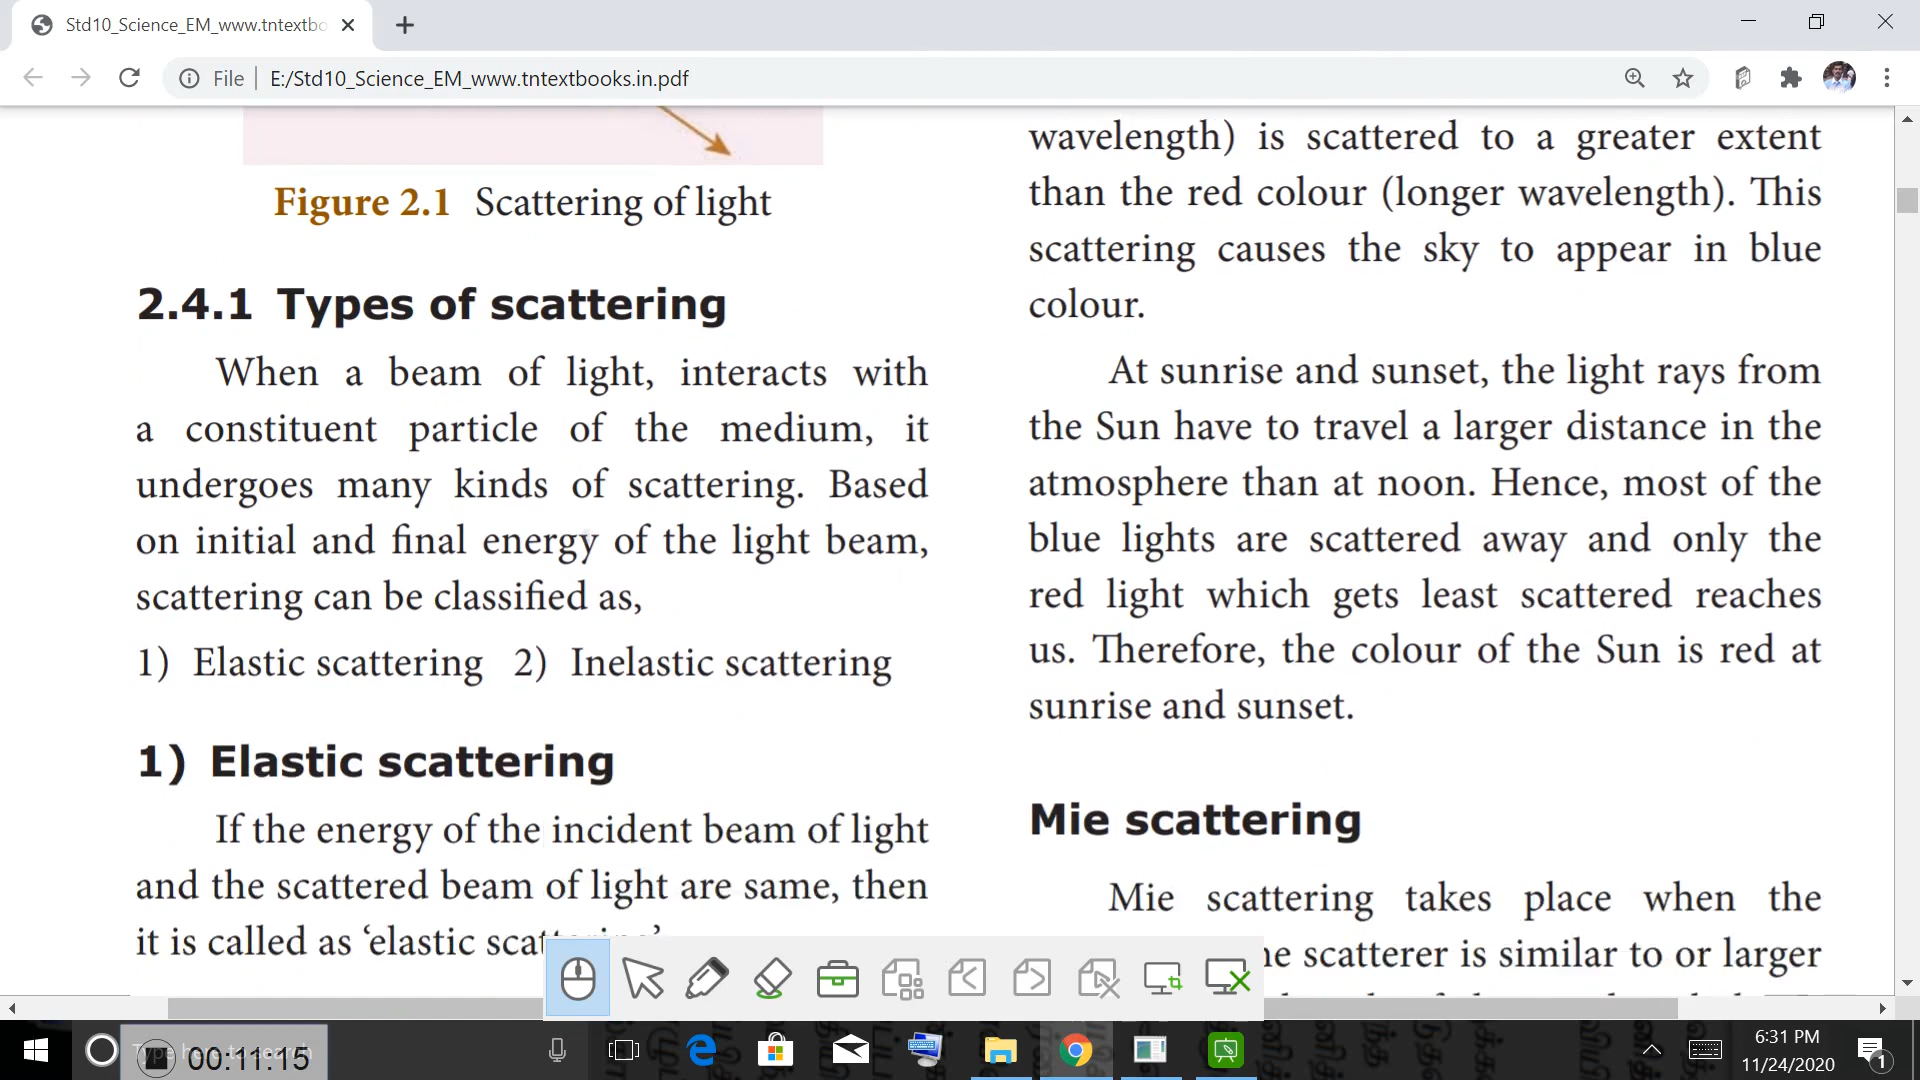 Std10_Science_EM_www.tntextbo
File
E:/Std10_Science_EM_www.tntextbooks.in.pdf
Figure 2.1 Scattering of light
2.4.1 Types of scattering
When a beam of light, interacts with
a constituent particle of the medium, it
undergoes many kinds of scattering. Based
on initial and final energy of the light beam,
scattering can be classified as,
1) Elastic scattering 2) Inelastic scattering
1) Elastic scattering
If the energy of the incident beam of light
and the scattered beam of light are same, then
it is called as ‘elastic
wavelength) is scattered to a greater extent
than the red colour (longer wavelength). This
scattering causes the sky to appear in blue
colour.
At sunrise and sunset, the light rays from
the Sun have to travel a larger distance in the
atmosphere than at noon. Hence, most of the
blue lights are scattered away and only the
red light which gets least scattered reaches
us. Therefore, the colour of the Sun is red at
sunrise and sunset.
Mie scattering
Mie scattering takes place when the
scatterer is similar to or larger
Type here to search
00:11:15
6:31 PM
11/24/2020
1